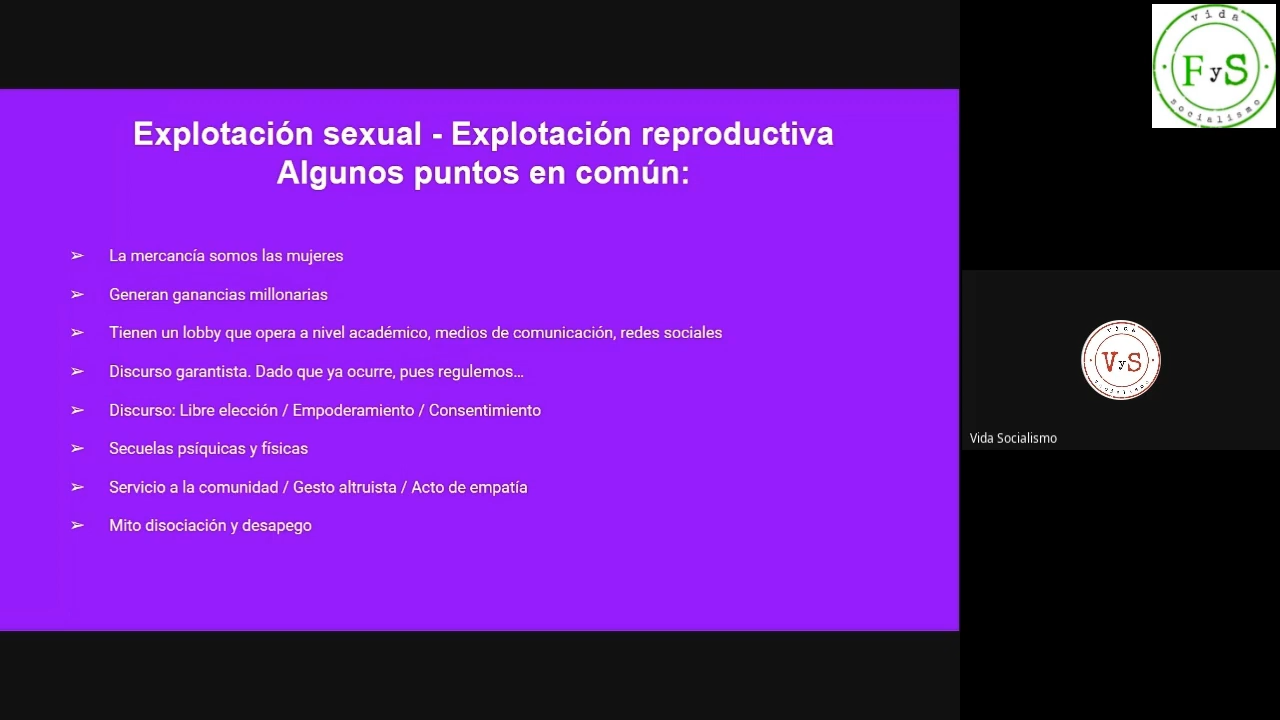 Explotación sexual - Explotación reproductiva
Algunos puntos en común:
➢ La mercancía somos las mujeres
➢ Generan ganancias millonarias
➢ Tienen un lobby que opera a nivel académico, medios de comunicación, redes sociales
➢ Discurso garantista. Dado que ya ocurre, pues regulemos...
➢ Discurso: Libre elección / Empoderamiento / Consentimiento
➢ Secuelas psíquicas y físicas
➢ Servicio a la comunidad / Gesto altruista / Acto de empatía
➢ Mito disociación y desapego
vida
FyS
socialismo
VyS
Vida Socialismo